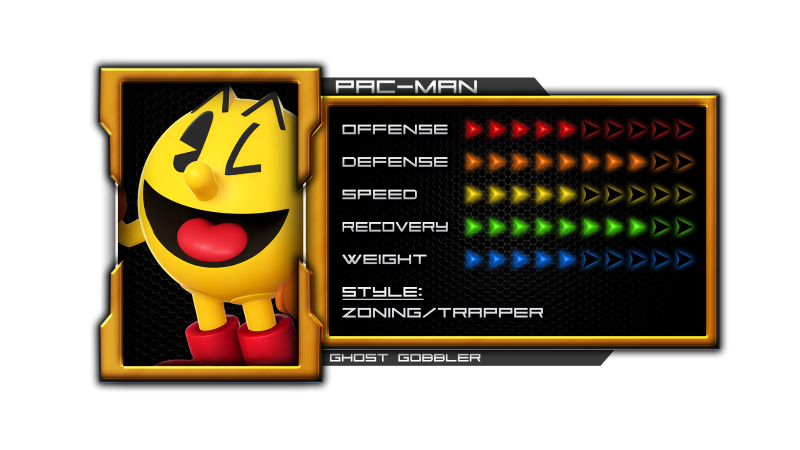 PAC-MAN
OFFENSE
DEFENSE
SPEED
RECOVERY
WEIGHT
STYLE:
ZONING/TRAPPER
GHOST GOBBLER